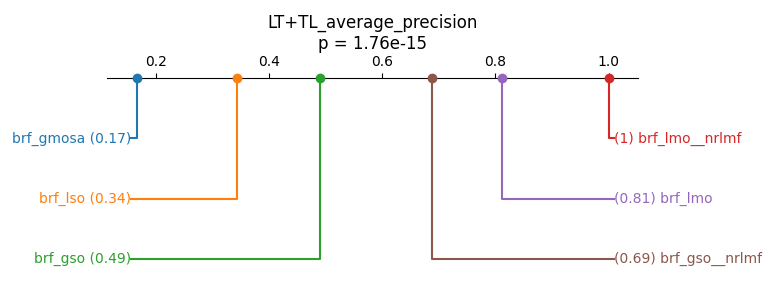 LT+TL_average_precision
p = 1.76e-15
0.2 0.4 0.6 0.8 1.0
brf_gmosa (0.17) (1) brf_lmo__nrlmf
brf_lso (0.34) (0.81) brf_lmo
brf_gso (0.49) (0.69) brf_gso__nrlmf